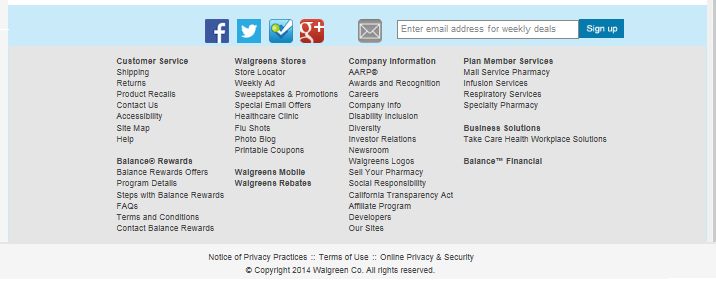 Enter email address for weekly deals
Sign up
Customer Service
Shipping
Returns
Product Recalls
Contact Us
Accessibility
Site Map
Help
Balance® Rewards
Balance Rewards Offers
Program Details
Steps with Balance Rewards
FAQs
Terms and Conditions
Contact Balance Rewards
Walgreens Stores
Store Locator
Weekly Ad
Sweepstakes & Promotions
Special Email Offers
Healthcare Clinic
Flu Shots
Photo Blog
Printable Coupons
Walgreens Mobile
Walgreens Rebates
Company Information
AARP®
Awards and Recognition
Careers
Company Info
Disability Inclusion
Diversity
Investor Relations
Newsroom
Walgreens Logos
Sell Your Pharmacy
Social Responsibility
California Transparency Act
Affiliate Program
Developers
Our Sites
Plan Member Services
Mail Service Pharmacy
Infusion Services
Respiratory Services
Specialty Pharmacy
Business Solutions
Take Care Health Workplace Solutions
Balance™ Financial
Notice of Privacy Practices :: Terms of Use :: Online Privacy & Security
© Copyright 2014 Walgreen Co. All rights reserved.